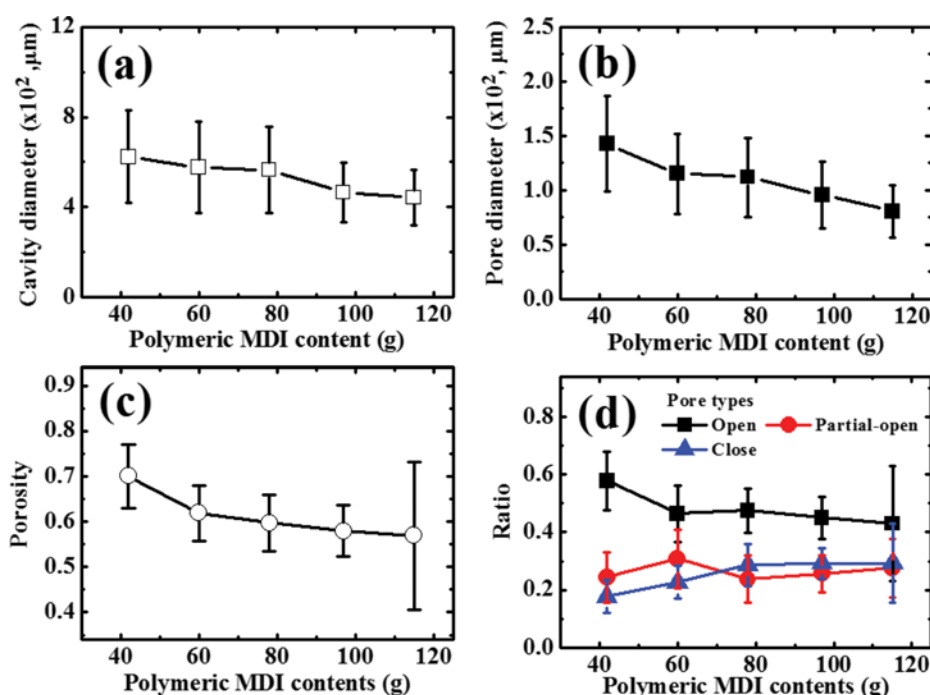 (a)
Cavity diameter (x10², μm)
12
8
4
0
40 60 80 100 120
Polymeric MDI content (g)
(b)
Pore diameter (x10², μm)
2.5
2.0
1.5
1.0
0.5
0.0
40 60 80 100 120
Polymeric MDI content (g)
(c)
Porosity
0.9
0.8
0.7
0.6
0.5
0.4
40 60 80 100 120
Polymeric MDI contents (g)
(d)
Pore types
Open Partial-open
Close
Ratio
0.8
0.6
0.4
0.2
0.0
40 60 80 100 120
Polymeric MDI contents (g)